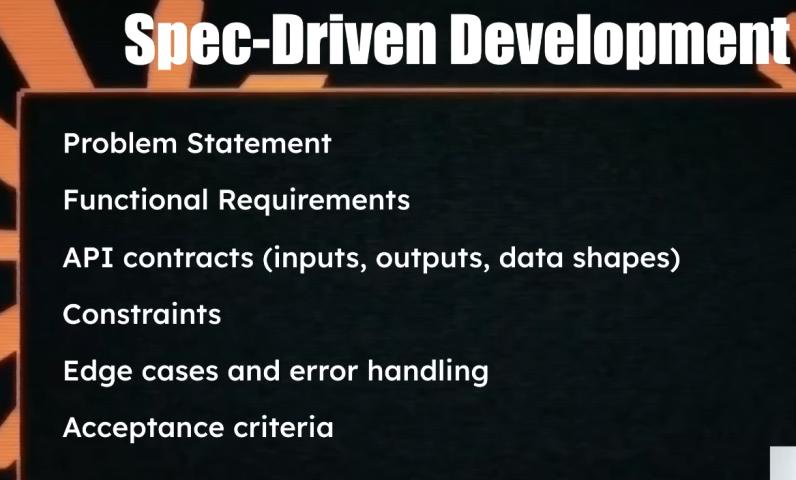 Spec-Driven Development
Problem Statement
Functional Requirements
API contracts (inputs, outputs, data shapes)
Constraints
Edge cases and error handling
Acceptance criteria